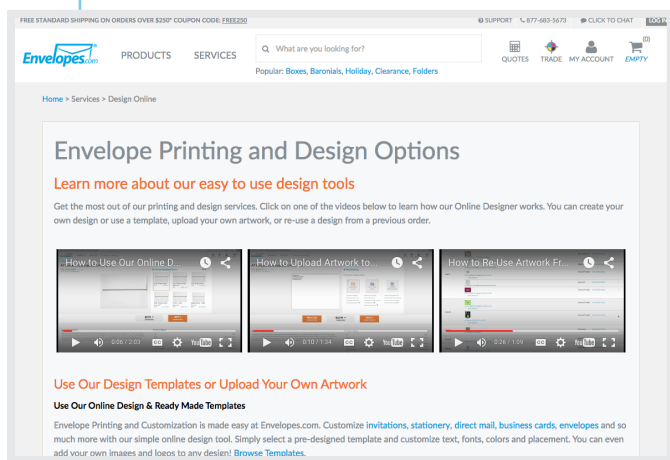 FREE STANDARD SHIPPING ON ORDERS OVER $250* COUPON CODE: FREE250
SUPPORT 877-683-5673 CLICK TO CHAT LOG IN
Envelopes.com PRODUCTS SERVICES What are you looking for? QUOTES TRADE MY ACCOUNT (0) EMPTY
Popular: Boxes, Baronials, Holiday, Clearance, Folders
Home > Services > Design Online
Envelope Printing and Design Options
Learn more about our easy to use design tools
Get the most out of our printing and design services. Click on one of the videos below to learn how our Online Designer works. You can create your
own design or use a template, upload your own artwork, or re-use a design from a previous order.
How to Use Our Online D... How to Upload Artwork to... How to Re-Use Artwork Fr...
0:06 / 2:03 CC YouTube 0:10 / 1:34 CC YouTube 0:26 / 1:09 CC YouTube
Use Our Design Templates or Upload Your Own Artwork
Use Our Online Design & Ready Made Templates
Envelope Printing and Customization is made easy at Envelopes.com. Customize invitations, stationery, direct mail, business cards, envelopes and so
much more with our simple online design tool. Simply select a pre-designed template and customize text, fonts, colors and placement. You can even
add your own images and logos to any design! Browse Templates.